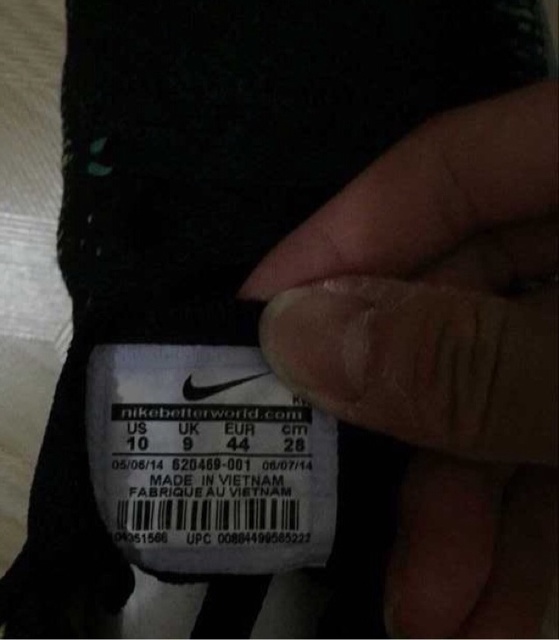 nikebetterworld.com
US UK EUR cm
10 9 44 28
05/06/14 620469-001 06/07/14
MADE IN VIETNAM
FABRIQUE AU VIETNAM
UPC 00884499585222